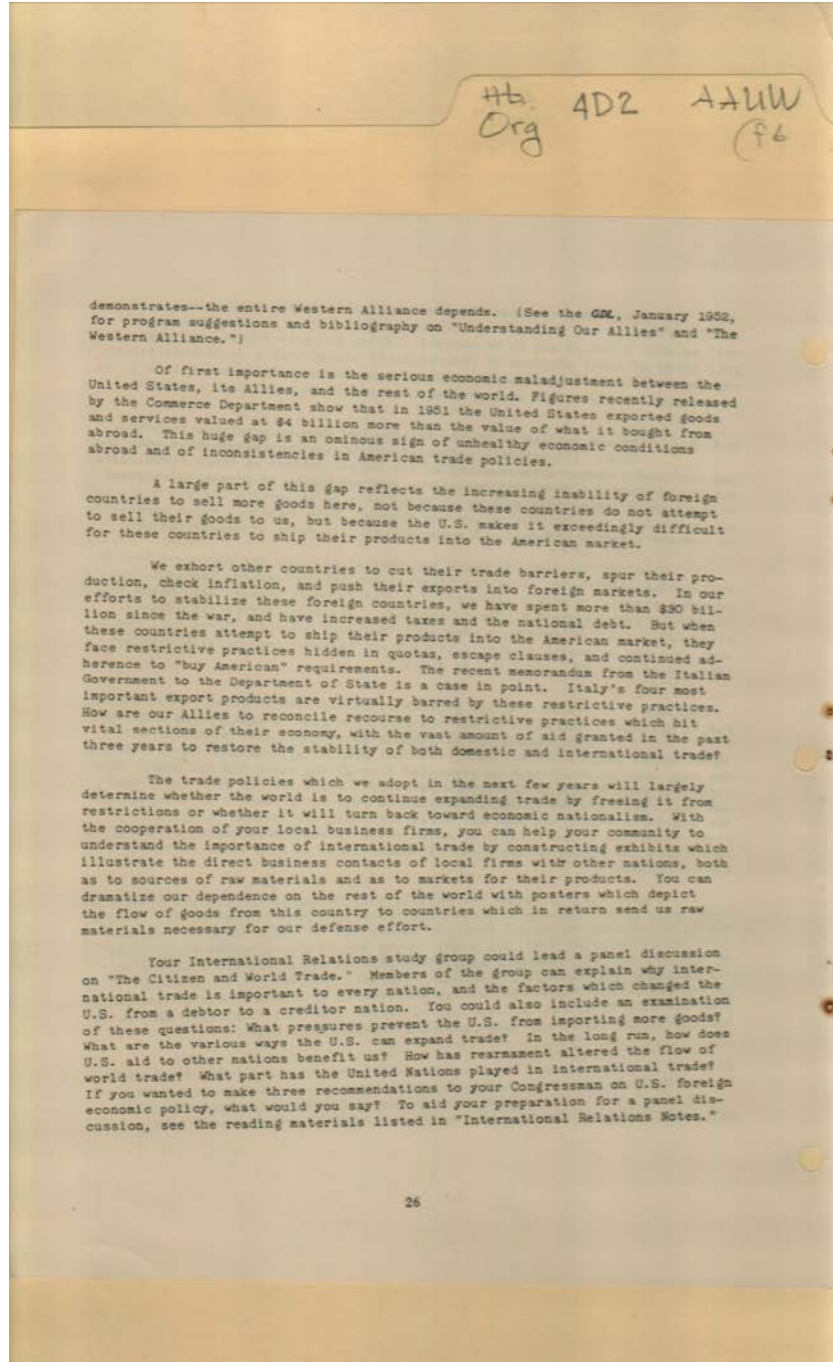 Hb. 4D2 AAUW
Org
demonstrates--the entire Western Alliance depends. (See the GDL, January 1952,
for program suggestions and bibliography on "Understanding Our Allies" and "The
Western Alliance.")
Of first importance is the serious economic maladjustment between the
United States, its Allies, and the rest of the world. Figures recently released
by the Commerce Department show that in 1951 the United States exported goods
and services valued at $4 billion more than the value of what it bought from
abroad. This huge gap is an ominous sign of unhealthy economic conditions
abroad and of inconsistencies in American trade policies.
A large part of this gap reflects the increasing inability of foreign
countries to sell more goods here, not because these countries do not attempt
to sell their goods to us, but because the U.S. makes it exceedingly difficult
for these countries to ship their products into the American market.
We exhort other countries to cut their trade barriers, spur their pro-
duction, check inflation, and push their exports into foreign markets. In our
efforts to stabilize these foreign countries, we have spent more than $30 bil-
lion since the war, and have increased taxes and the national debt. But when
these countries attempt to ship their products into the American market, they
face restrictive practices hidden in quotas, escape clauses, and continued ad-
herence to "buy American" requirements. The recent memorandum from the Italian
Government to the Department of State is a case in point. Italy's four most
important export products are virtually barred by these restrictive practices.
How are our Allies to reconcile recourse to restrictive practices which hit
vital sections of their economy, with the vast amount of aid granted in the past
three years to restore the stability of both domestic and international trade?
The trade policies which we adopt in the next few years will largely
determine whether the world is to continue expanding trade by freeing it from
restrictions or whether it will turn back toward economic nationalism. With
the cooperation of your local business firms, you can help your community to
understand the importance of international trade by constructing exhibits which
illustrate the direct business contacts of local firms with other nations, both
as to sources of raw materials and as to markets for their products. You can
dramatize our dependence on the rest of the world with posters which depict
the flow of goods from this country to countries which in return send us raw
materials necessary for our defense effort.
Your International Relations study group could lead a panel discussion
on "The Citizen and World Trade." Members of the group can explain why inter-
national trade is important to every nation, and the factors which changed the
U.S. from a debtor to a creditor nation. You could also include an examination
of these questions: What pressures prevent the U.S. from importing more goods?
What are the various ways the U.S. can expand trade? In the long run, how does
U.S. aid to other nations benefit us? How has rearmament altered the flow of
world trade? What part has the United Nations played in international trade?
If you wanted to make three recommendations to your Congressman on U.S. foreign
economic policy, what would you say? To aid your preparation for a panel dis-
cussion, see the reading materials listed in "International Relations Notes."
26